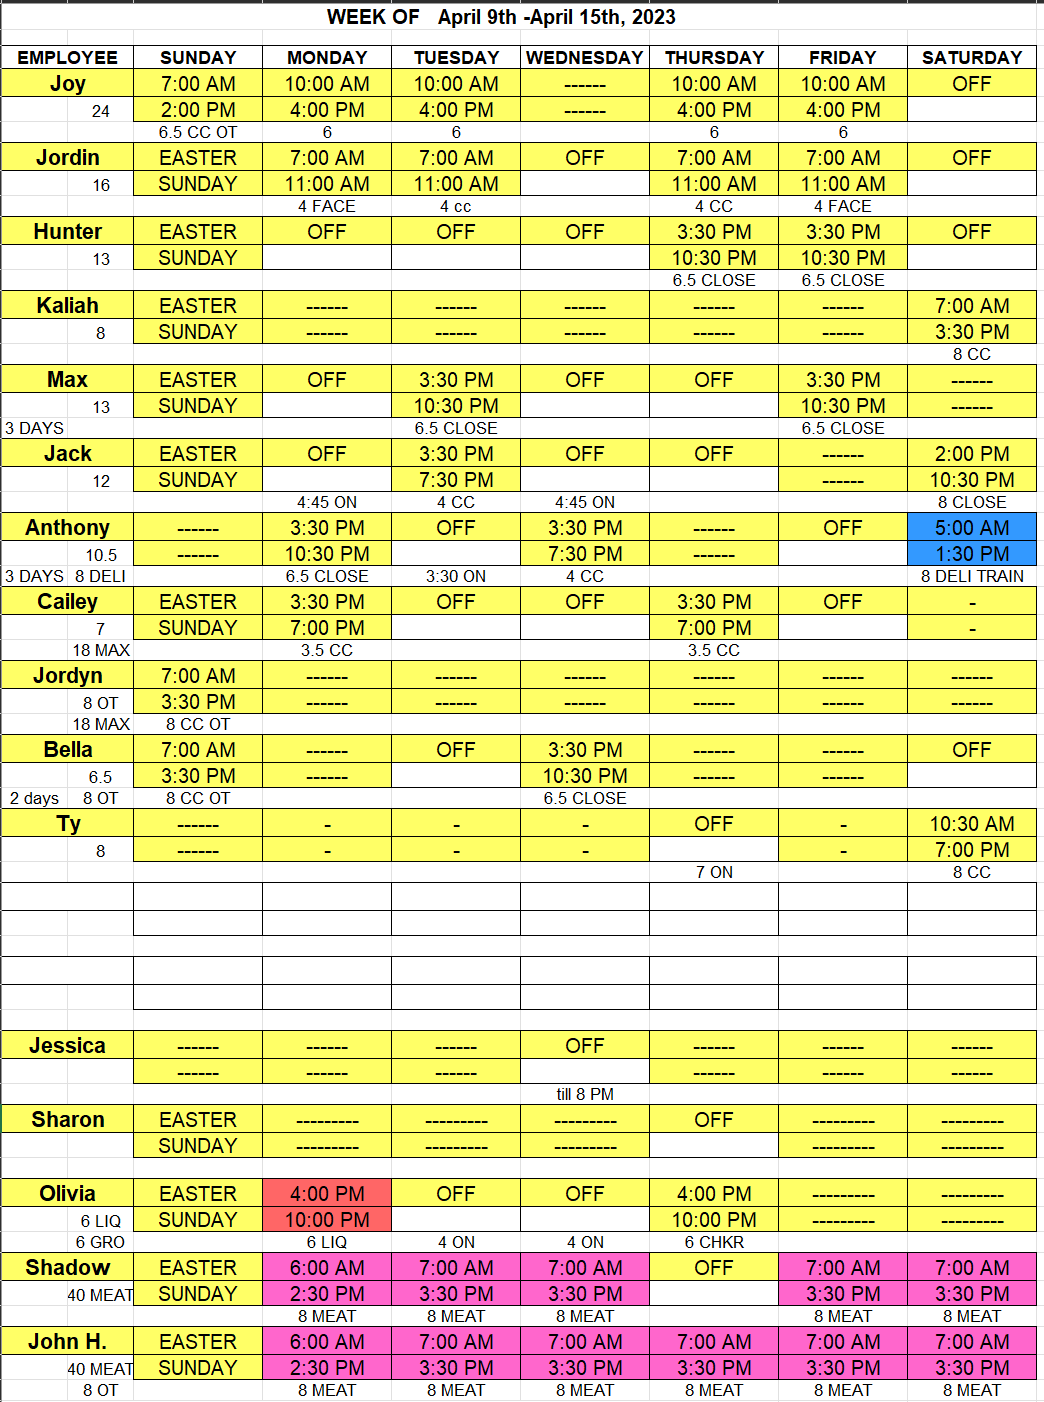 WEEK OF April 9th -April 15th, 2023
EMPLOYEE SUNDAY MONDAY TUESDAY WEDNESDAY THURSDAY FRIDAY SATURDAY
Joy 7:00 AM 10:00 AM 10:00 AM ------ 10:00 AM 10:00 AM OFF
24 2:00 PM 4:00 PM 4:00 PM ------ 4:00 PM 4:00 PM
6.5 CC OT 6 6 6 6
Jordin EASTER 7:00 AM 7:00 AM OFF 7:00 AM 7:00 AM OFF
16 SUNDAY 11:00 AM 11:00 AM 11:00 AM 11:00 AM
4 FACE 4 cc 4 CC 4 FACE
Hunter EASTER OFF OFF OFF 3:30 PM 3:30 PM OFF
13 SUNDAY 10:30 PM 10:30 PM
6.5 CLOSE 6.5 CLOSE
Kaliah EASTER ------ ------ ------ ------ ------ 7:00 AM
8 SUNDAY ------ ------ ------ ------ ------ 3:30 PM
8 CC
Max EASTER OFF 3:30 PM OFF OFF 3:30 PM ------
13 SUNDAY 10:30 PM 10:30 PM ------
3 DAYS 6.5 CLOSE 6.5 CLOSE
Jack EASTER OFF 3:30 PM OFF OFF ------ 2:00 PM
12 SUNDAY 7:30 PM ------ 10:30 PM
4:45 ON 4 CC 4:45 ON 8 CLOSE
Anthony ------ 3:30 PM OFF 3:30 PM ------ OFF 5:00 AM
10.5 ------ 10:30 PM 7:30 PM ------ 1:30 PM
3 DAYS 8 DELI 6.5 CLOSE 3:30 ON 4 CC 8 DELI TRAIN
Cailey EASTER 3:30 PM OFF OFF 3:30 PM OFF -
7 SUNDAY 7:00 PM 7:00 PM -
18 MAX 3.5 CC 3.5 CC
Jordyn 7:00 AM ------ ------ ------ ------ ------ ------
8 OT 3:30 PM ------ ------ ------ ------ ------ ------
18 MAX 8 CC OT
Bella 7:00 AM ------ OFF 3:30 PM ------ ------ OFF
6.5 3:30 PM ------ 10:30 PM ------ ------
2 days 8 OT 8 CC OT 6.5 CLOSE
Ty ------ - - - OFF - 10:30 AM
8 ------ - - - - 7:00 PM
7 ON 8 CC
Jessica ------ ------ ------ OFF ------ ------ ------
------ ------ ------ ------ ------ ------
till 8 PM
Sharon EASTER --------- --------- --------- OFF --------- ---------
SUNDAY --------- --------- --------- --------- ---------
Olivia EASTER 4:00 PM OFF OFF 4:00 PM --------- ---------
6 LIQ SUNDAY 10:00 PM 10:00 PM --------- ---------
6 GRO 6 LIQ 4 ON 4 ON 6 CHKR
Shadow EASTER 6:00 AM 7:00 AM 7:00 AM OFF 7:00 AM 7:00 AM
40 MEAT SUNDAY 2:30 PM 3:30 PM 3:30 PM 3:30 PM 3:30 PM
8 MEAT 8 MEAT 8 MEAT 8 MEAT 8 MEAT
John H. EASTER 6:00 AM 7:00 AM 7:00 AM 7:00 AM 7:00 AM 7:00 AM
40 MEAT SUNDAY 2:30 PM 3:30 PM 3:30 PM 3:30 PM 3:30 PM 3:30 PM
8 OT 8 MEAT 8 MEAT 8 MEAT 8 MEAT 8 MEAT 8 MEAT